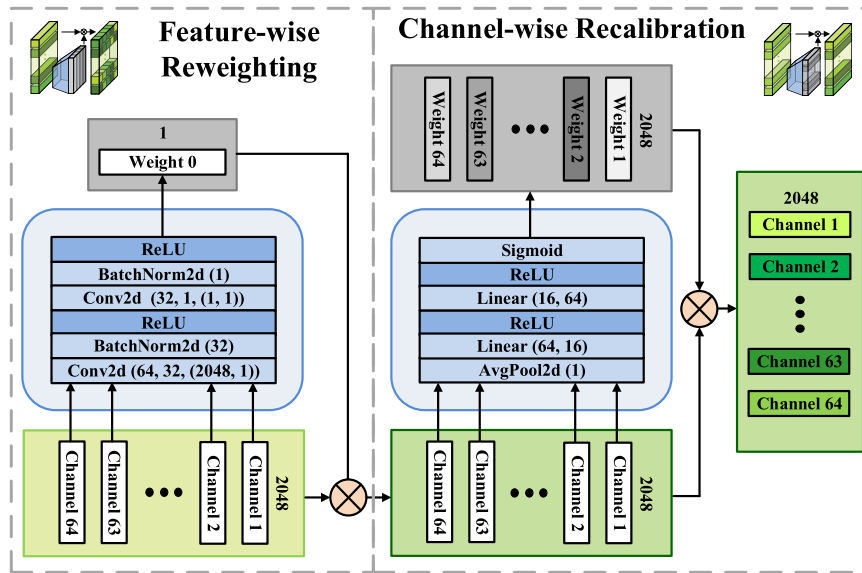 Feature-wise
Reweighting
1
Weight 0
ReLU
BatchNorm2d (1)
Conv2d (32, 1, (1, 1))
ReLU
BatchNorm2d (32)
Conv2d (64, 32, (2048, 1))
Channel 64
Channel 63
Channel 2
Channel 1
2048
Channel-wise Recalibration
Weight 64
Weight 63
Weight 2
Weight 1
2048
Sigmoid
ReLU
Linear (16, 64)
ReLU
Linear (64, 16)
AvgPool2d (1)
Channel 64
Channel 63
Channel 2
Channel 1
2048
2048
Channel 1
Channel 2
Channel 63
Channel 64